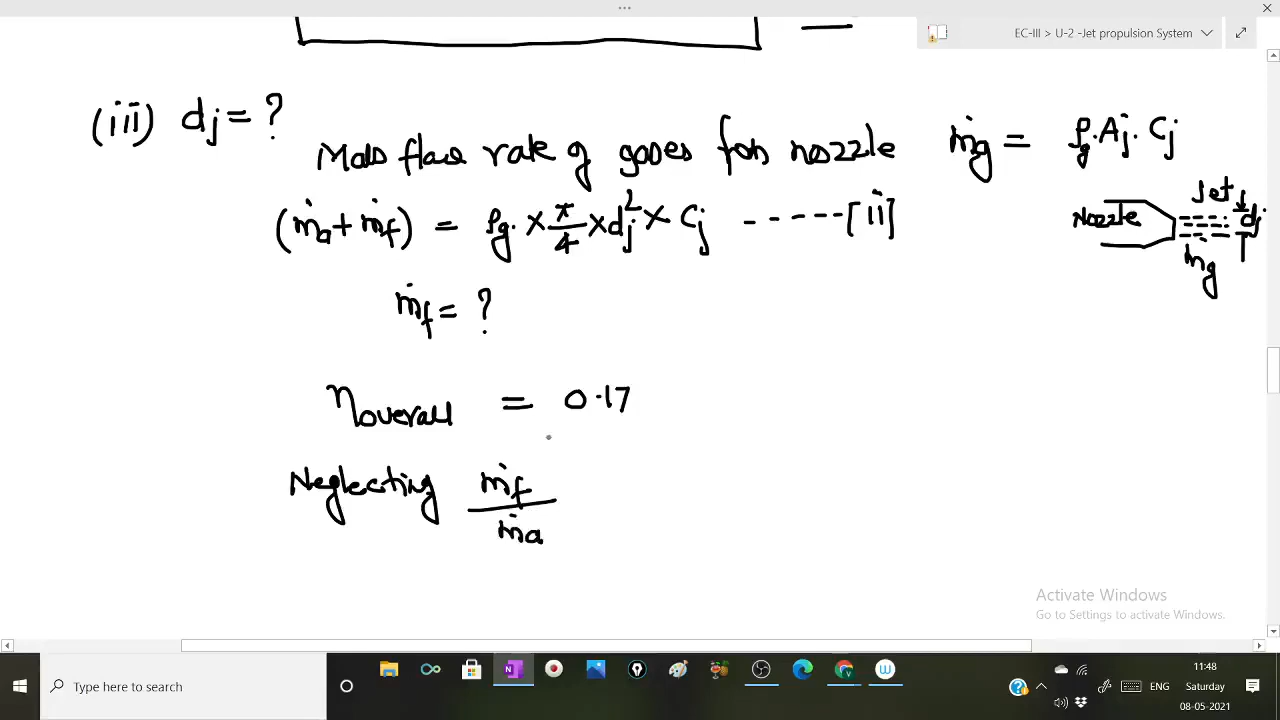 EC-III > U-2 -Jet propulsion System
(iii) dj = ?
Mass flow rate of gases for nozzle ṁg = ρg.Aj.Cj
(ṁa + ṁf) = ρg. × π/4 × dj² × Cj ------[ii]
Jet
Nozzle
dj
ṁg
ṁf = ?
ηoverall = 0.17
Neglecting ṁf/ṁa
Activate Windows
Go to Settings to activate Windows.
Type here to search
ENG
11:48
Saturday
08-05-2021